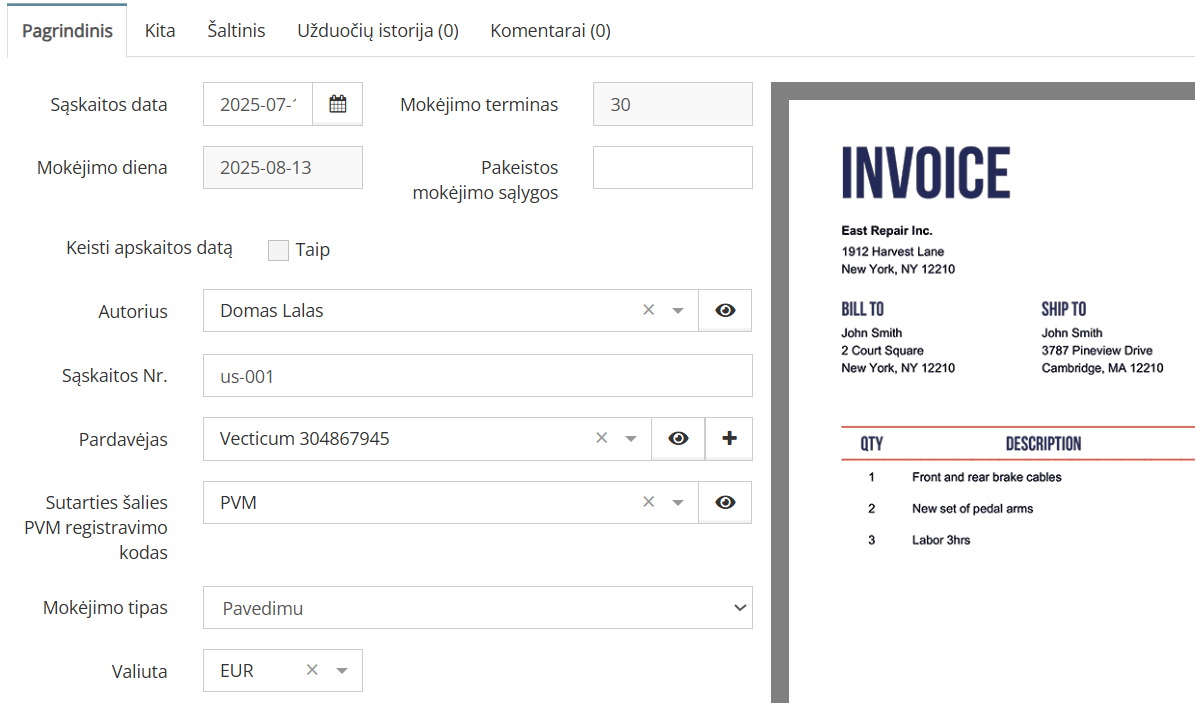 Pagrindinis Kita Šaltinis Užduočių istorija (0) Komentarai (0)
Sąskaitos data 2025-07- Mokėjimo terminas 30
Mokėjimo diena 2025-08-13 Pakeistos
mokėjimo sąlygos
Keisti apskaitos datą Taip
Autorius Domas Lalas
Sąskaitos Nr. us-001
Pardavėjas Vecticum 304867945
Sutarties šalies
PVM registravimo
kodas
PVM
Mokėjimo tipas Pavedimu
Valiuta EUR
INVOICE
East Repair Inc.
1912 Harvest Lane
New York, NY 12210
BILL TO
John Smith
2 Court Square
New York, NY 12210
SHIP TO
John Smith
3787 Pineview Drive
Cambridge, MA 12210
QTY DESCRIPTION
1 Front and rear brake cables
2 New set of pedal arms
3 Labor 3hrs